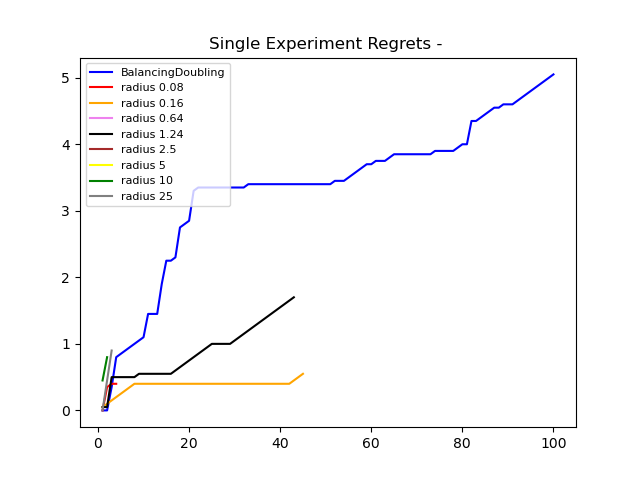 Single Experiment Regrets -
BalancingDoubling
radius 0.08
radius 0.16
radius 0.64
radius 1.24
radius 2.5
radius 5
radius 10
radius 25
5
4
3
2
1
0
0 20 40 60 80 100